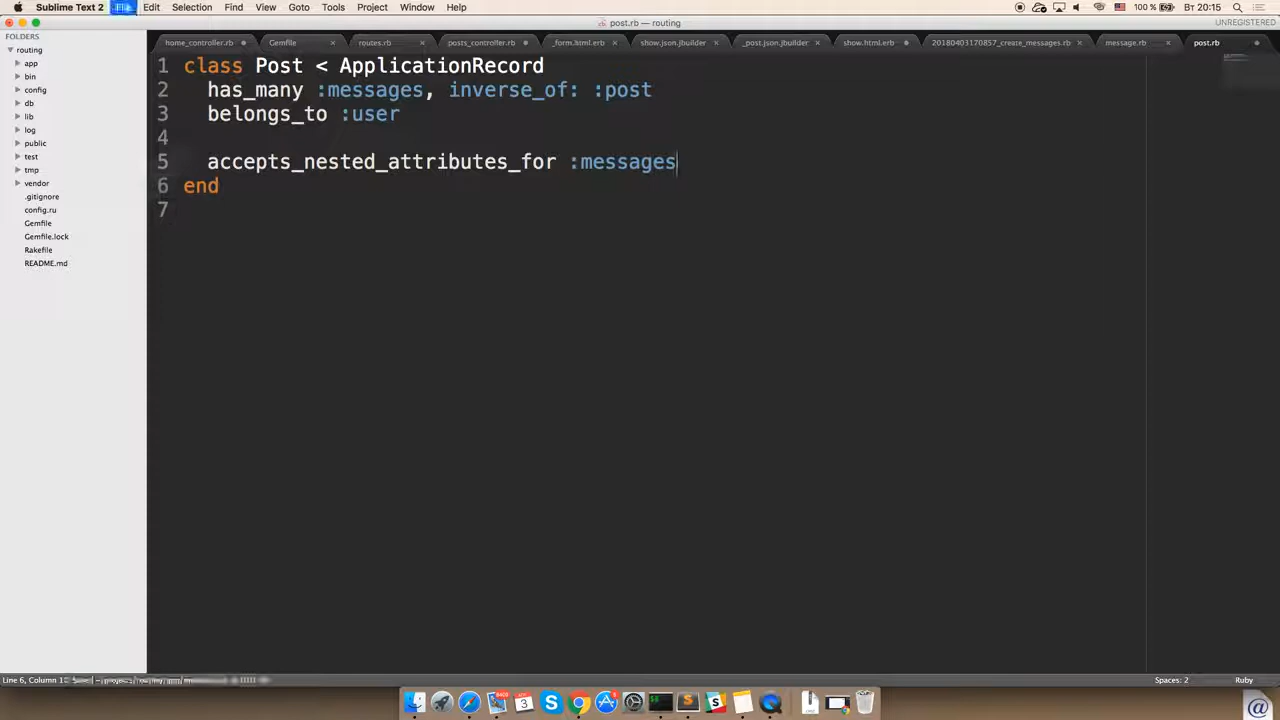 Sublime Text 2 File Edit Selection Find View Goto Tools Project Window Help 100 % Вт 20:15
post.rb — routing UNREGISTERED
FOLDERS
home_controller.rb Gemfile routes.rb posts_controller.rb _form.html.erb show.json.jbuilder _post.json.jbuilder show.html.erb 20180403170857_create_messages.rb message.rb post.rb
routing
app
bin
config
db
lib
log
public
test
tmp
vendor
.gitignore
config.ru
Gemfile
Gemfile.lock
Rakefile
README.md
1 class Post < ApplicationRecord
2 has_many :messages, inverse_of: :post
3 belongs_to :user
4
5 accepts_nested_attributes_for :messages
6 end
7
Line 6, Column 1; Spaces: 2 Ruby